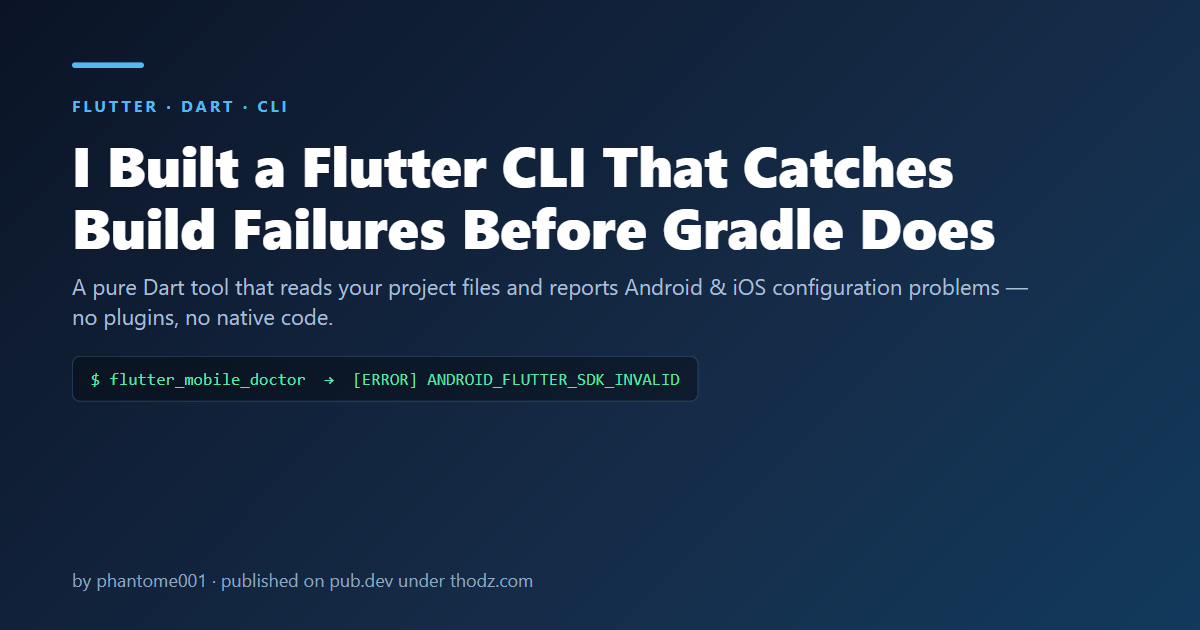 FLUTTER · DART · CLI
I Built a Flutter CLI That Catches
Build Failures Before Gradle Does
A pure Dart tool that reads your project files and reports Android & iOS configuration problems —
no plugins, no native code.
$ flutter_mobile_doctor → [ERROR] ANDROID_FLUTTER_SDK_INVALID
by phantome001 · published on pub.dev under thodz.com